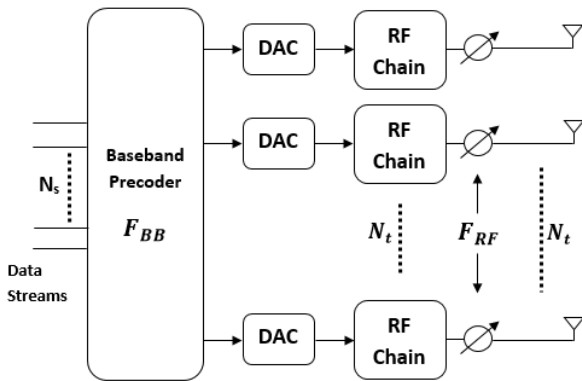 DAC
RF
Chain
DAC
RF
Chain
N_s
Baseband
Precoder
F_BB
N_t
F_RF
N_t
Data
Streams
DAC
RF
Chain